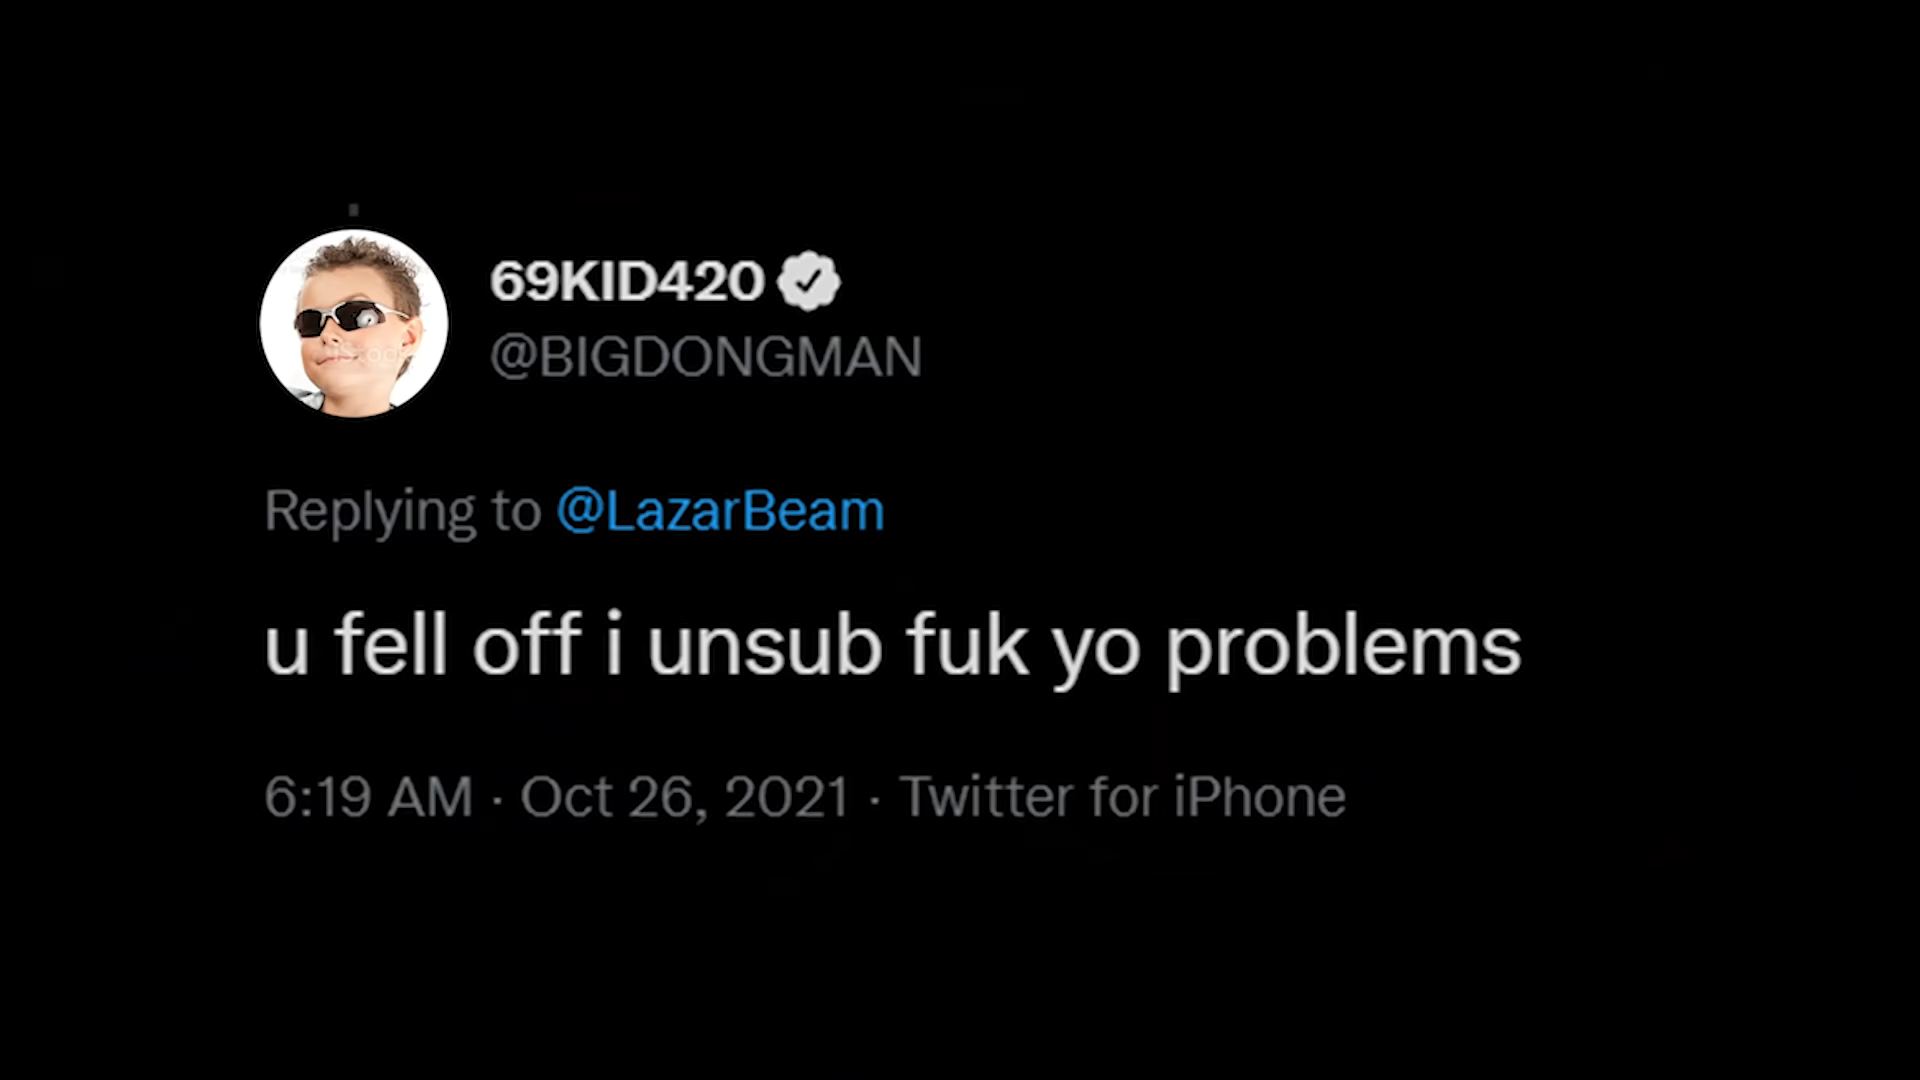 69KID420
@BIGDONGMAN
Replying to @LazarBeam
u fell off i unsub fuk yo problems
6:19 AM · Oct 26, 2021 · Twitter for iPhone